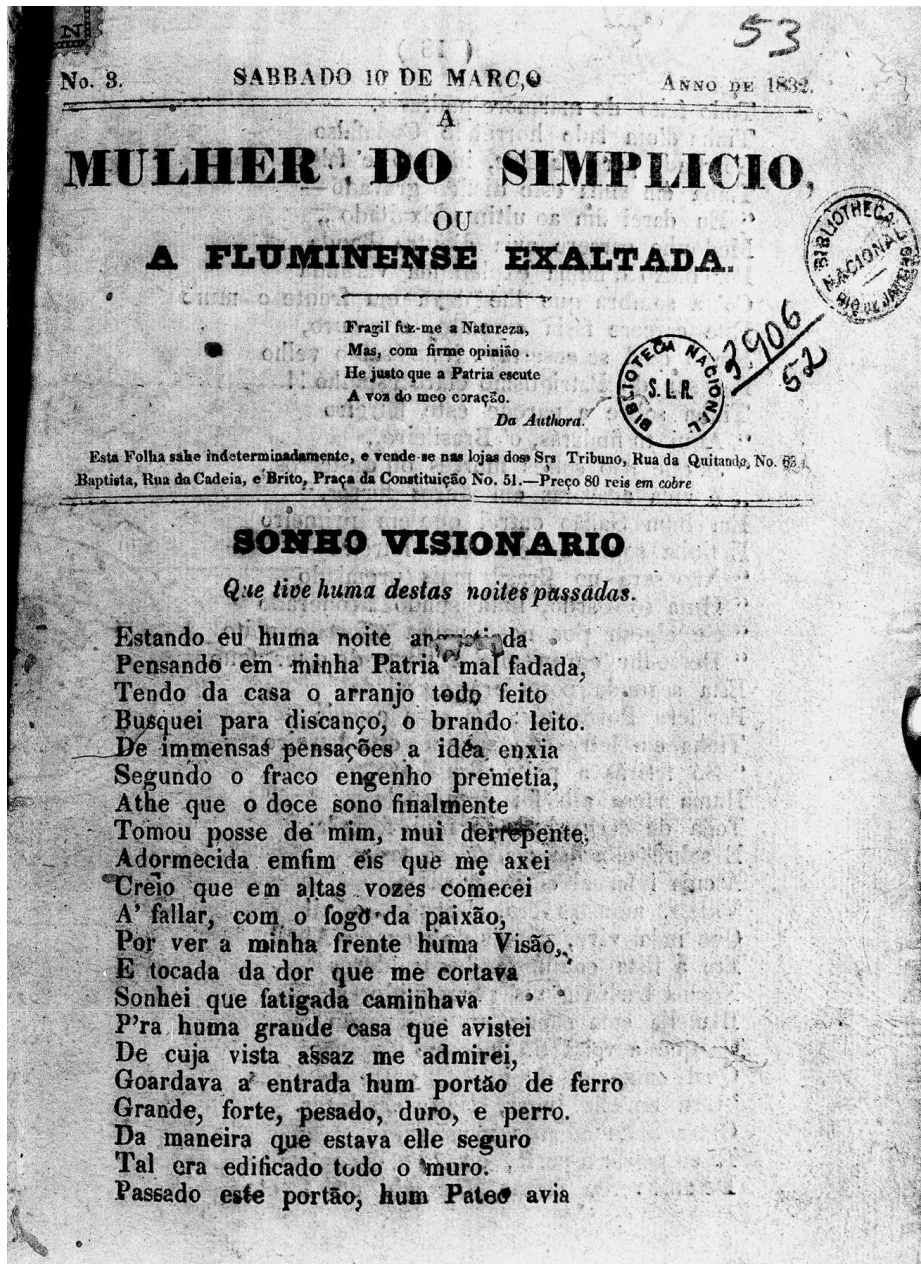 53
No. 3.
SABBADO 10 DE MARÇO
ANNO DE 1832.
A
MULHER DO SIMPLICIO,
OU
A FLUMINENSE EXALTADA.
BIBLIOTHECA NACIONAL RIO DE JANEIRO
Fragil fez-me a Natureza,
Mas, com firme opinião
He justo que a Patria escute
A voz do meo coração.
Da Authora.
BIBLIOTECA NACIONAL
S.L.R.
3,906
52
Esta Folha sahe indeterminadamente, e vende-se nas lojas dos Srs Tribuno, Rua da Quitanda, No.
Baptista, Rua da Cadeia, e Brito, Praça da Constituição No. 51.—Preço 80 reis em cobre
SONHO VISIONARIO
Que tive huma destas noites passadas.
Estando eu huma noite angustiada
Pensando em minha Patria mal fadada,
Tendo da casa o arranjo todo feito
Busquei para discanço, o brando leito.
De immensas pensações a idéa enxia
Segundo o fraco engenho premetia,
Athe que o doce sono finalmente
Tomou posse de mim, mui derrepente,
Adormecida emfim eis que me axei
Creio que em altas vozes comecei
A' fallar, com o fogo da paixão,
Por ver a minha frente huma Visão,
E tocada da dor que me cortava
Sonhei que fatigada caminhava
P'ra huma grande casa que avistei
De cuja vista assaz me admirei,
Goardava a entrada hum portão de ferro
Grande, forte, pesado, duro, e perro.
Da maneira que estava elle seguro
Tal era edificado todo o muro.
Passado este portão, hum Pateo avia